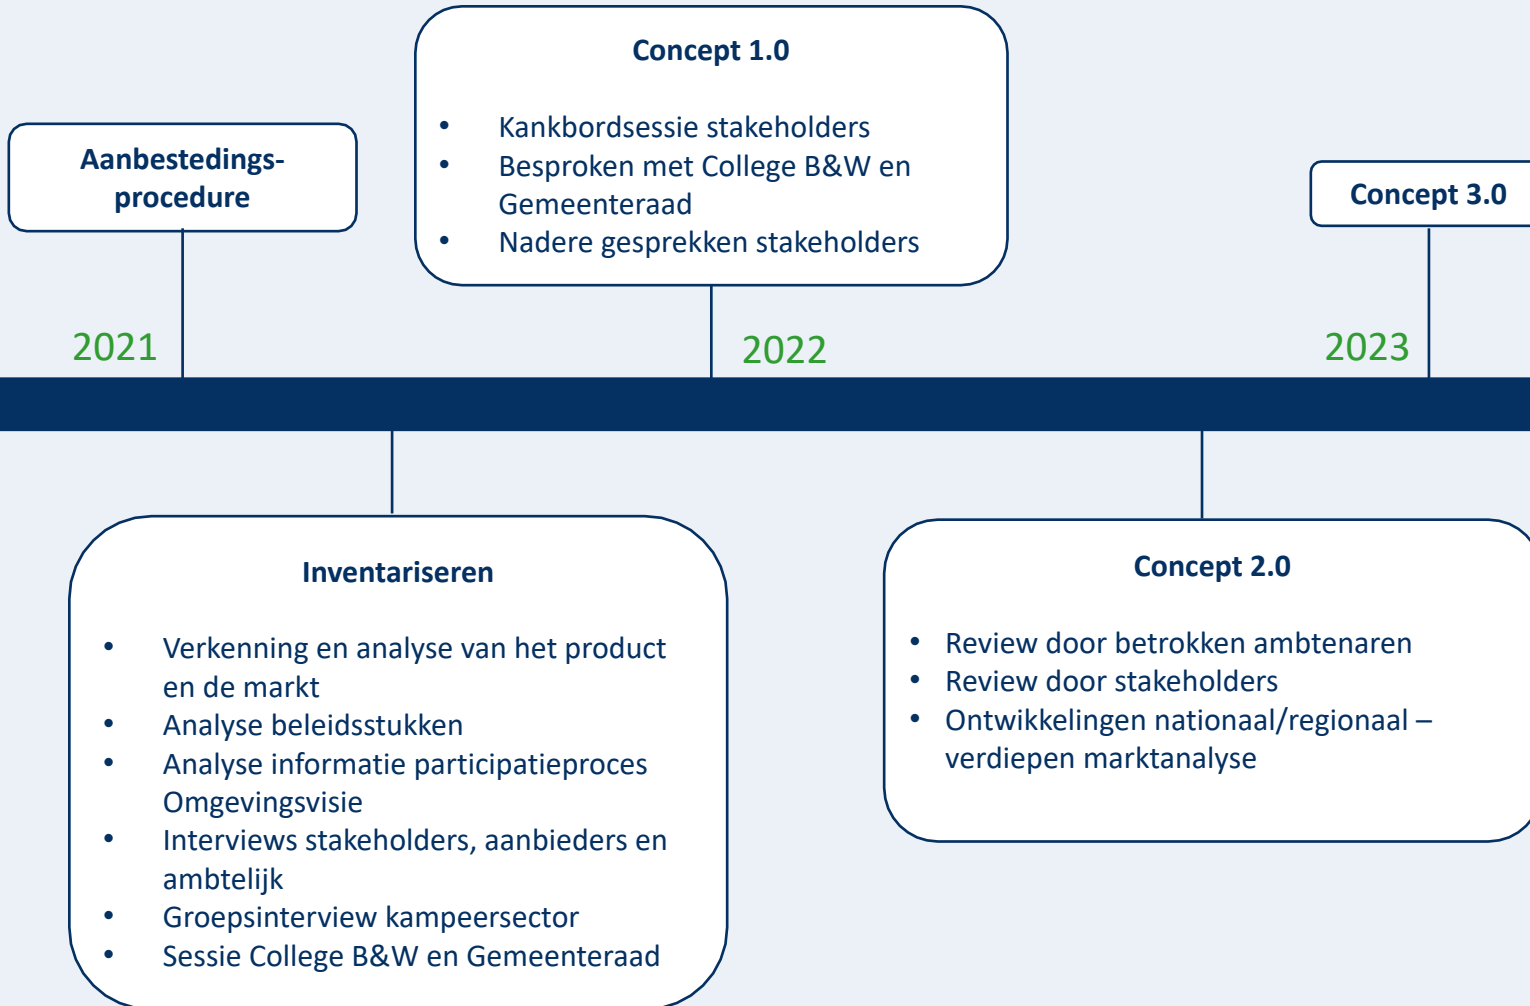 Aanbestedings-
procedure
Concept 1.0
• Kankbordsessie stakeholders
• Besproken met College B&W en
Gemeenteraad
• Nadere gesprekken stakeholders
Concept 3.0
2021
2022
2023
Inventariseren
• Verkenning en analyse van het product
en de markt
• Analyse beleidsstukken
• Analyse informatie participatieproces
Omgevingsvisie
• Interviews stakeholders, aanbieders en
ambtelijk
• Groepsinterview kampeersector
• Sessie College B&W en Gemeenteraad
Concept 2.0
• Review door betrokken ambtenaren
• Review door stakeholders
• Ontwikkelingen nationaal/regionaal –
verdiepen marktanalyse